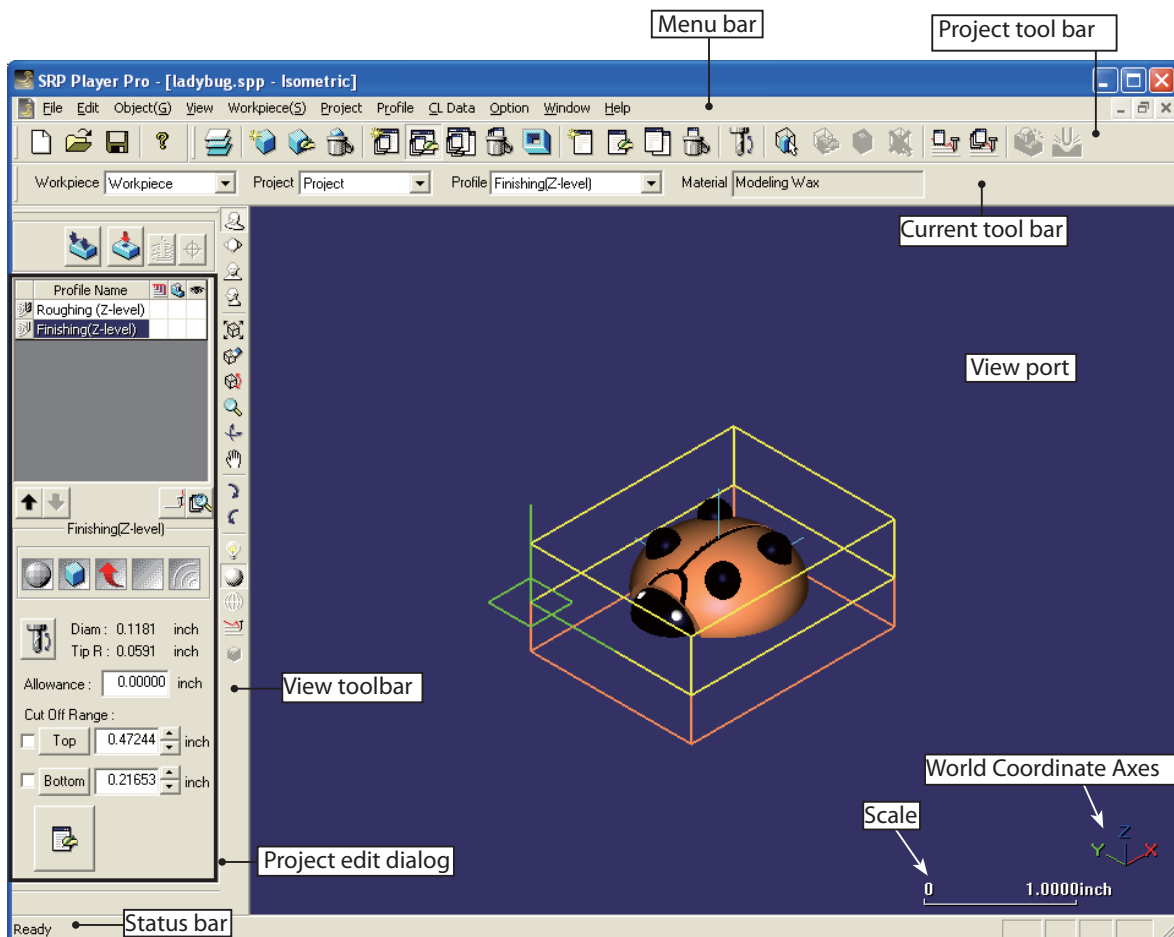 Menu bar
Project tool bar
SRP Player Pro - [ladybug.spp - Isometric]
File Edit Object(G) View Workpiece(S) Project Profile CL Data Option Window Help
Workpiece Workpiece Project Project Profile Finishing(Z-level) Material Modeling Wax
Current tool bar
Profile Name
Roughing (Z-level)
Finishing(Z-level)
View port
Finishing(Z-level)
Diam : 0.1181 inch
Tip R : 0.0591 inch
Allowance : 0.00000 inch
View toolbar
Cut Off Range :
Top 0.47244 inch
Bottom 0.21653 inch
World Coordinate Axes
Scale
Z
Y X
Project edit dialog
0 1.0000inch
Status bar
Ready